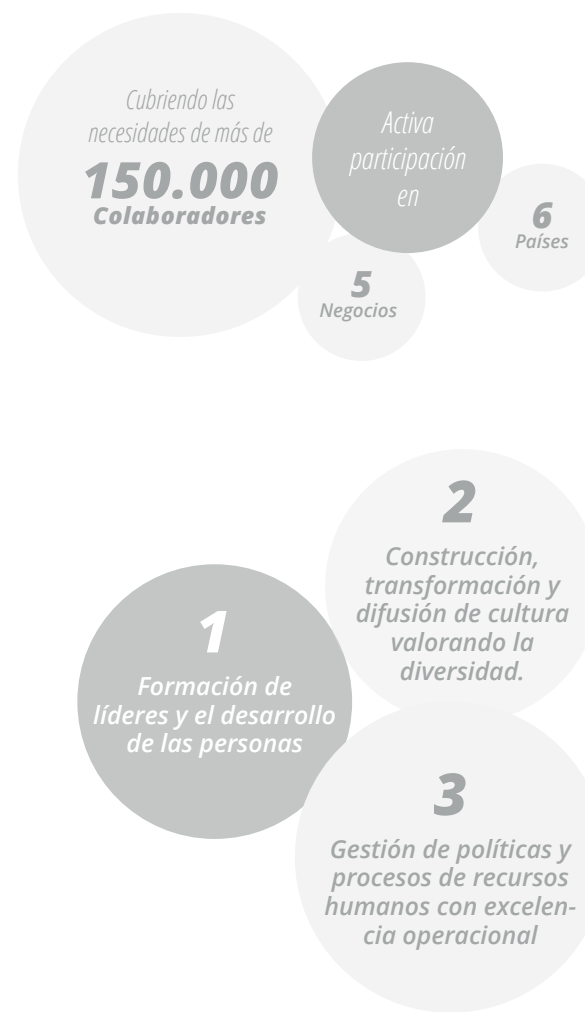 Cubriendo las
necesidades de más de
150.000
Colaboradores
Activa
participación
en
6
Países
5
Negocios
1
Formación de
líderes y el desarrollo
de las personas
2
Construcción,
transformación y
difusión de cultura
valorando la
diversidad.
3
Gestión de políticas y
procesos de recursos
humanos con excelen-
cia operacional